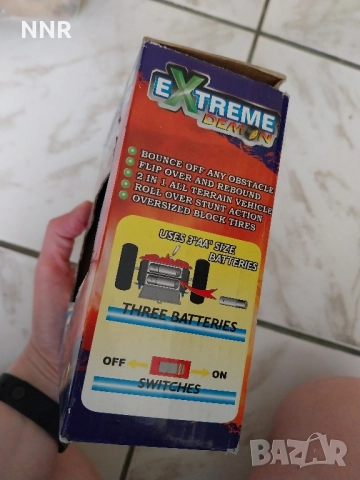 NNR
EXTREME
DEMON
BOUNCE OFF ANY OBSTACLE
FLIP OVER AND REBOUND
2 IN 1 ALL TERRAIN VEHICLE
ROLL OVER STUNT ACTION
OVERSIZED BLOCK TIRES
USES 3"AA" SIZE
BATTERIES
THREE BATTERIES
OFF ON
SWITCHES
BAZAR